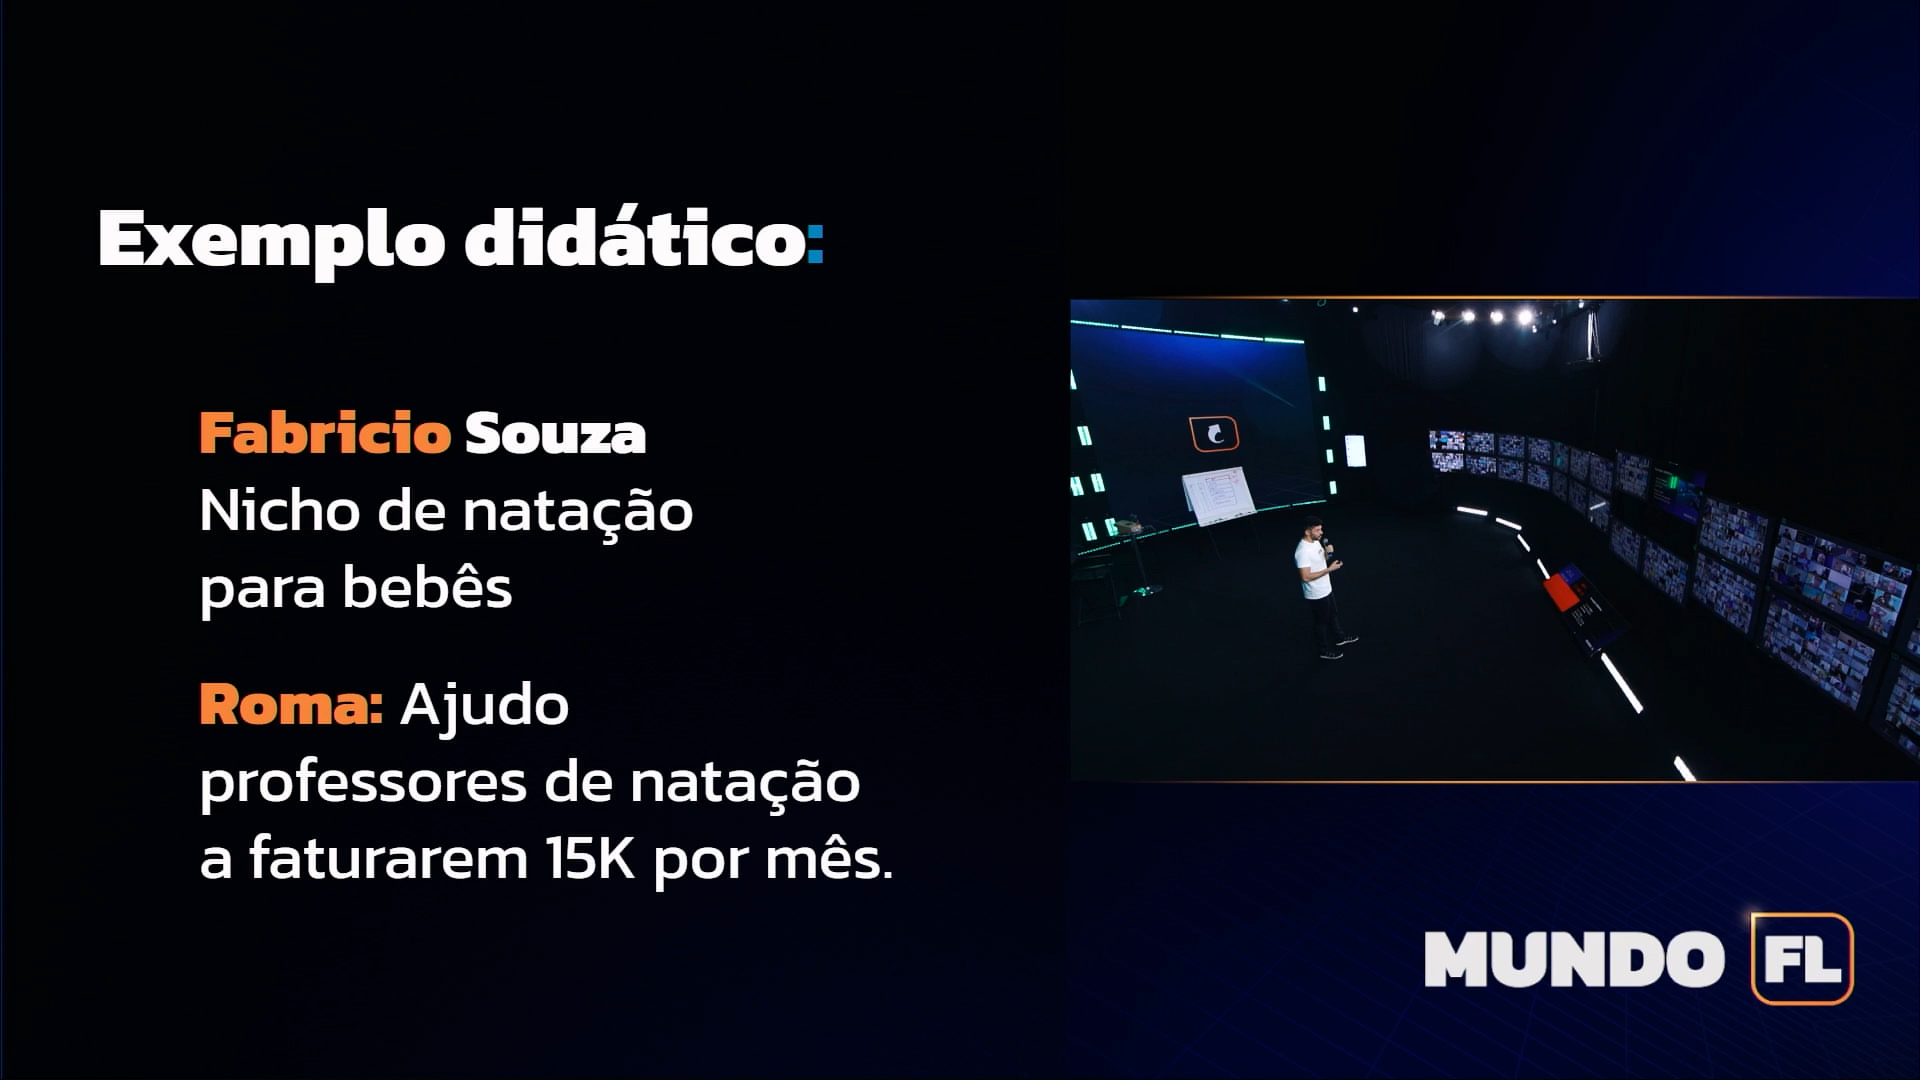 Exemplo didático:
Fabricio Souza
Nicho de natação
para bebês
Roma: Ajudo
professores de natação
a faturarem 15K por mês.
MUNDO FL